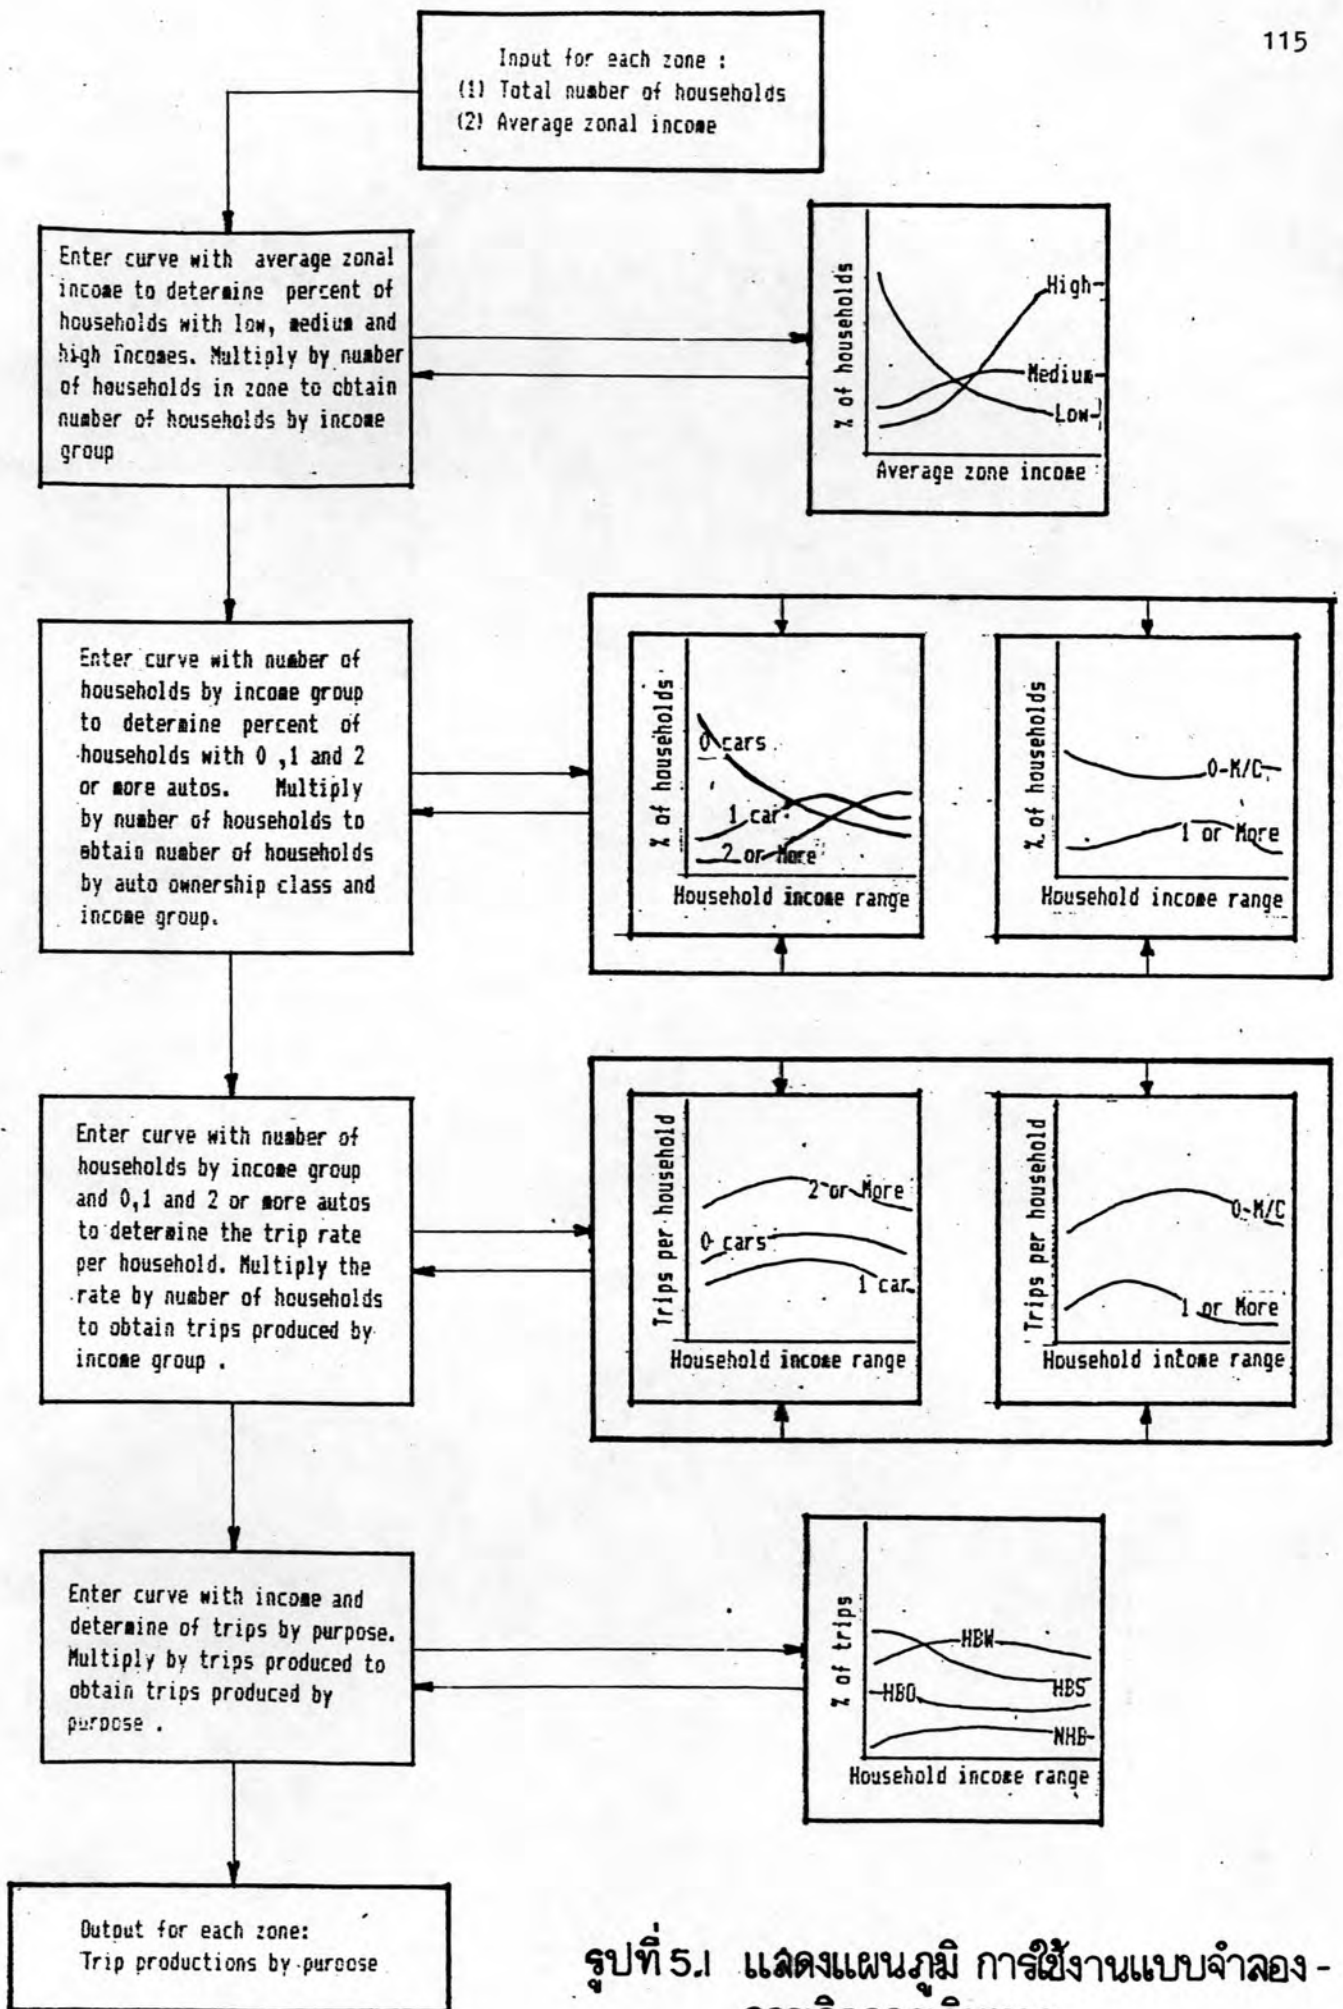 115
Input for each zone :
(1) Total number of households
(2) Average zonal income
Enter curve with average zonal
income to determine percent of
households with low, medium and
high incomes. Multiply by number
of households in zone to obtain
number of households by income
group
% of households
High
Medium
Low
Average zone income
Enter curve with number of
households by income group
to determine percent of
households with 0 ,1 and 2
or more autos. Multiply
by number of households to
obtain number of households
by auto ownership class and
income group.
% of households
0 cars
1 car
2 or More
Household income range
% of households
0-M/C
1 or More
Household income range
Enter curve with number of
households by income group
and 0,1 and 2 or more autos
to determine the trip rate
per household. Multiply the
rate by number of households
to obtain trips produced by
income group .
Trips per household
2 or More
0 cars
1 car
Household income range
Trips per household
0-M/C
1 or More
Household income range
Enter curve with income and
determine of trips by purpose.
Multiply by trips produced to
obtain trips produced by
purpose .
% of trips
HBW
HBO
HBS
NHB
Household income range
Output for each zone:
Trip productions by purpose
รูปที่ 5.1 แสดงแผนภูมิ การใช้งานแบบจำลอง -